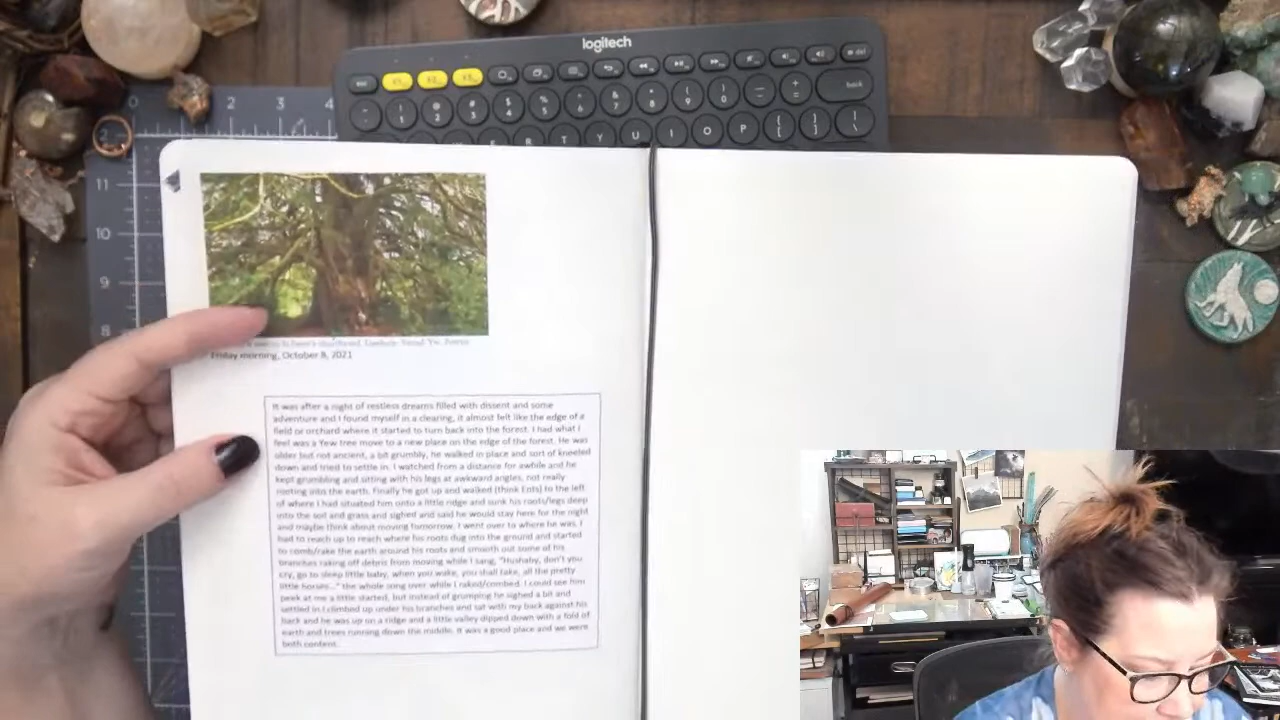 logitech
0 2 3 4
11
10
9
8
Friday morning, October 8, 2021
It was after a night of restless dreams filled with dissent and some
adventure and I found myself in a clearing, it almost felt like the edge of a
field or orchard where it started to turn back into the forest. I had what I
feel was a Yew tree move to a new place on the edge of the forest. He was
older but not ancient, a bit grumbly, he walked in place and sort of kneeled
down and tried to settle in. I watched from a distance for awhile and he
kept grumbling and sitting with his legs at awkward angles, not really
rooting into the earth. Finally he got up and walked (think Ents) to the left
of where I had situated him onto a little ridge and sunk his roots/legs deep
into the soil and grass and sighed and said he would stay here for the night
and maybe think about moving tomorrow. I went over to where he was. I
had to reach up to reach where his roots dug into the ground and started
to comb/rake the earth around his roots and smooth out some of his
branches raking off debris from moving while I sang, "Hushaby, don't you
cry, go to sleep little baby, when you wake, you shall take, all the pretty
little horses..." the whole song over while I raked/combed. I could see him
peek at me a little started, but instead of grumping he sighed a bit and
settled in. I climbed up under his branches and sat with my back against his
back and he was up on a ridge and a little valley dipped down with a fold of
earth and trees running down the middle. It was a good place and we were
both content.